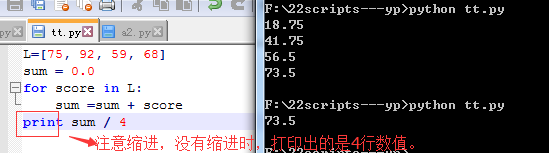 py tt.py a2.py
L=[75, 92, 59, 68]
sum = 0.0
for score in L:
sum =sum + score
print sum / 4
注意缩进，没有缩进时，打印出的是4行数值。
F:\22scripts---yp>python tt.py
18.75
41.75
56.5
73.5
F:\22scripts---yp>python tt.py
73.5